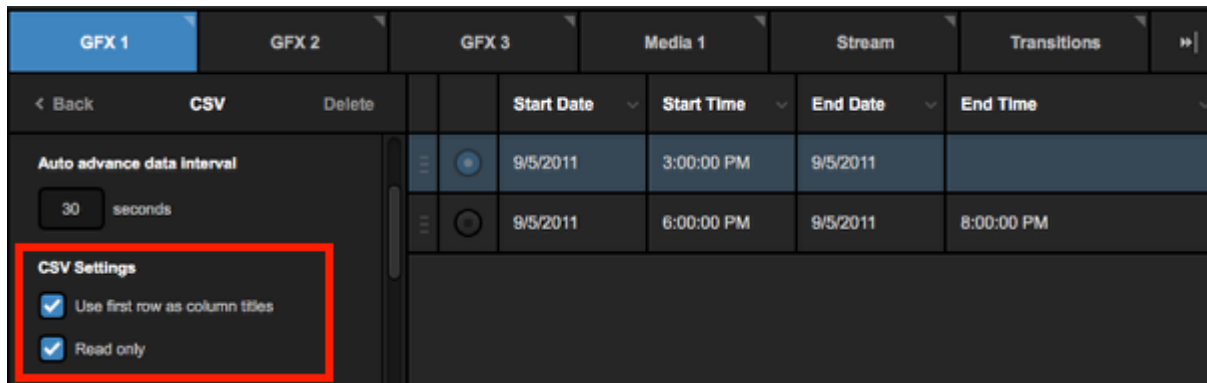 GFX 1 GFX 2 GFX 3 Media 1 Stream Transitions
< Back CSV Delete Start Date Start Time End Date End Time
Auto advance data interval
30 seconds
9/5/2011 3:00:00 PM 9/5/2011
9/5/2011 6:00:00 PM 9/5/2011 8:00:00 PM
CSV Settings
Use first row as column titles
Read only